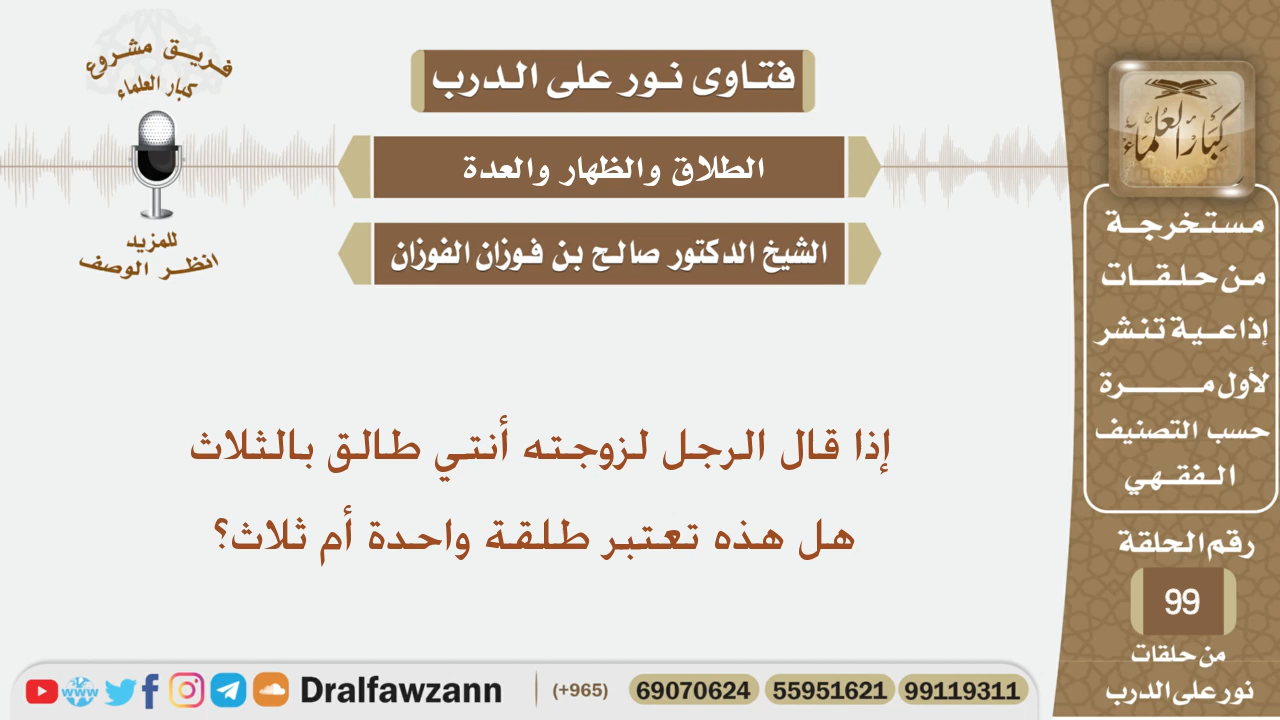 فتاوى نور على الدرب
الطلاق والظهار والعدة
الشيخ الدكتور صالح بن فوزان الفوزان
فريق مشروع
كبار العلماء
للمزيد
انظر الوصف
إذا قال الرجل لزوجته أنتي طالق بالثلاث
هل هذه تعتبر طلقة واحدة أم ثلاث؟
كبار العلماء
مستخرجة
من حلقات
إذاعية تنشر
لأول مرة
حسب التصنيف
الفقهي
رقم الحلقة
99
من حلقات
نور على الدرب
www
Dralfawzann
(+965)
69070624
55951621
99119311